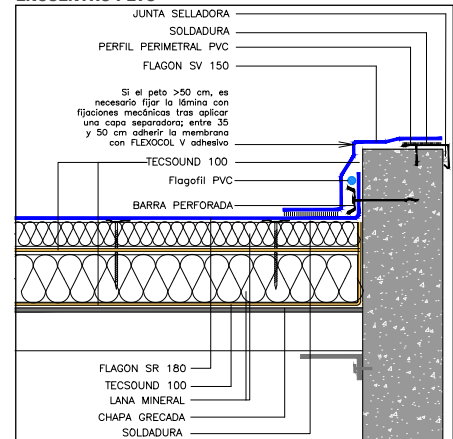 JUNTA SELLADORA
SOLDADURA
PERFIL PERIMETRAL PVC
FLAGON SV 150
Si el peto >50 cm, es
necesario fijar la lámina con
fijaciones mecánicas tras aplicar
una capa separadora; entre 35
y 50 cm adherir la membrana
con FLEXOCOL V adhesivo
TECSOUND 100
Flagofil PVC
BARRA PERFORADA
FLAGON SR 180
TECSOUND 100
LANA MINERAL
CHAPA GRECADA
SOLDADURA